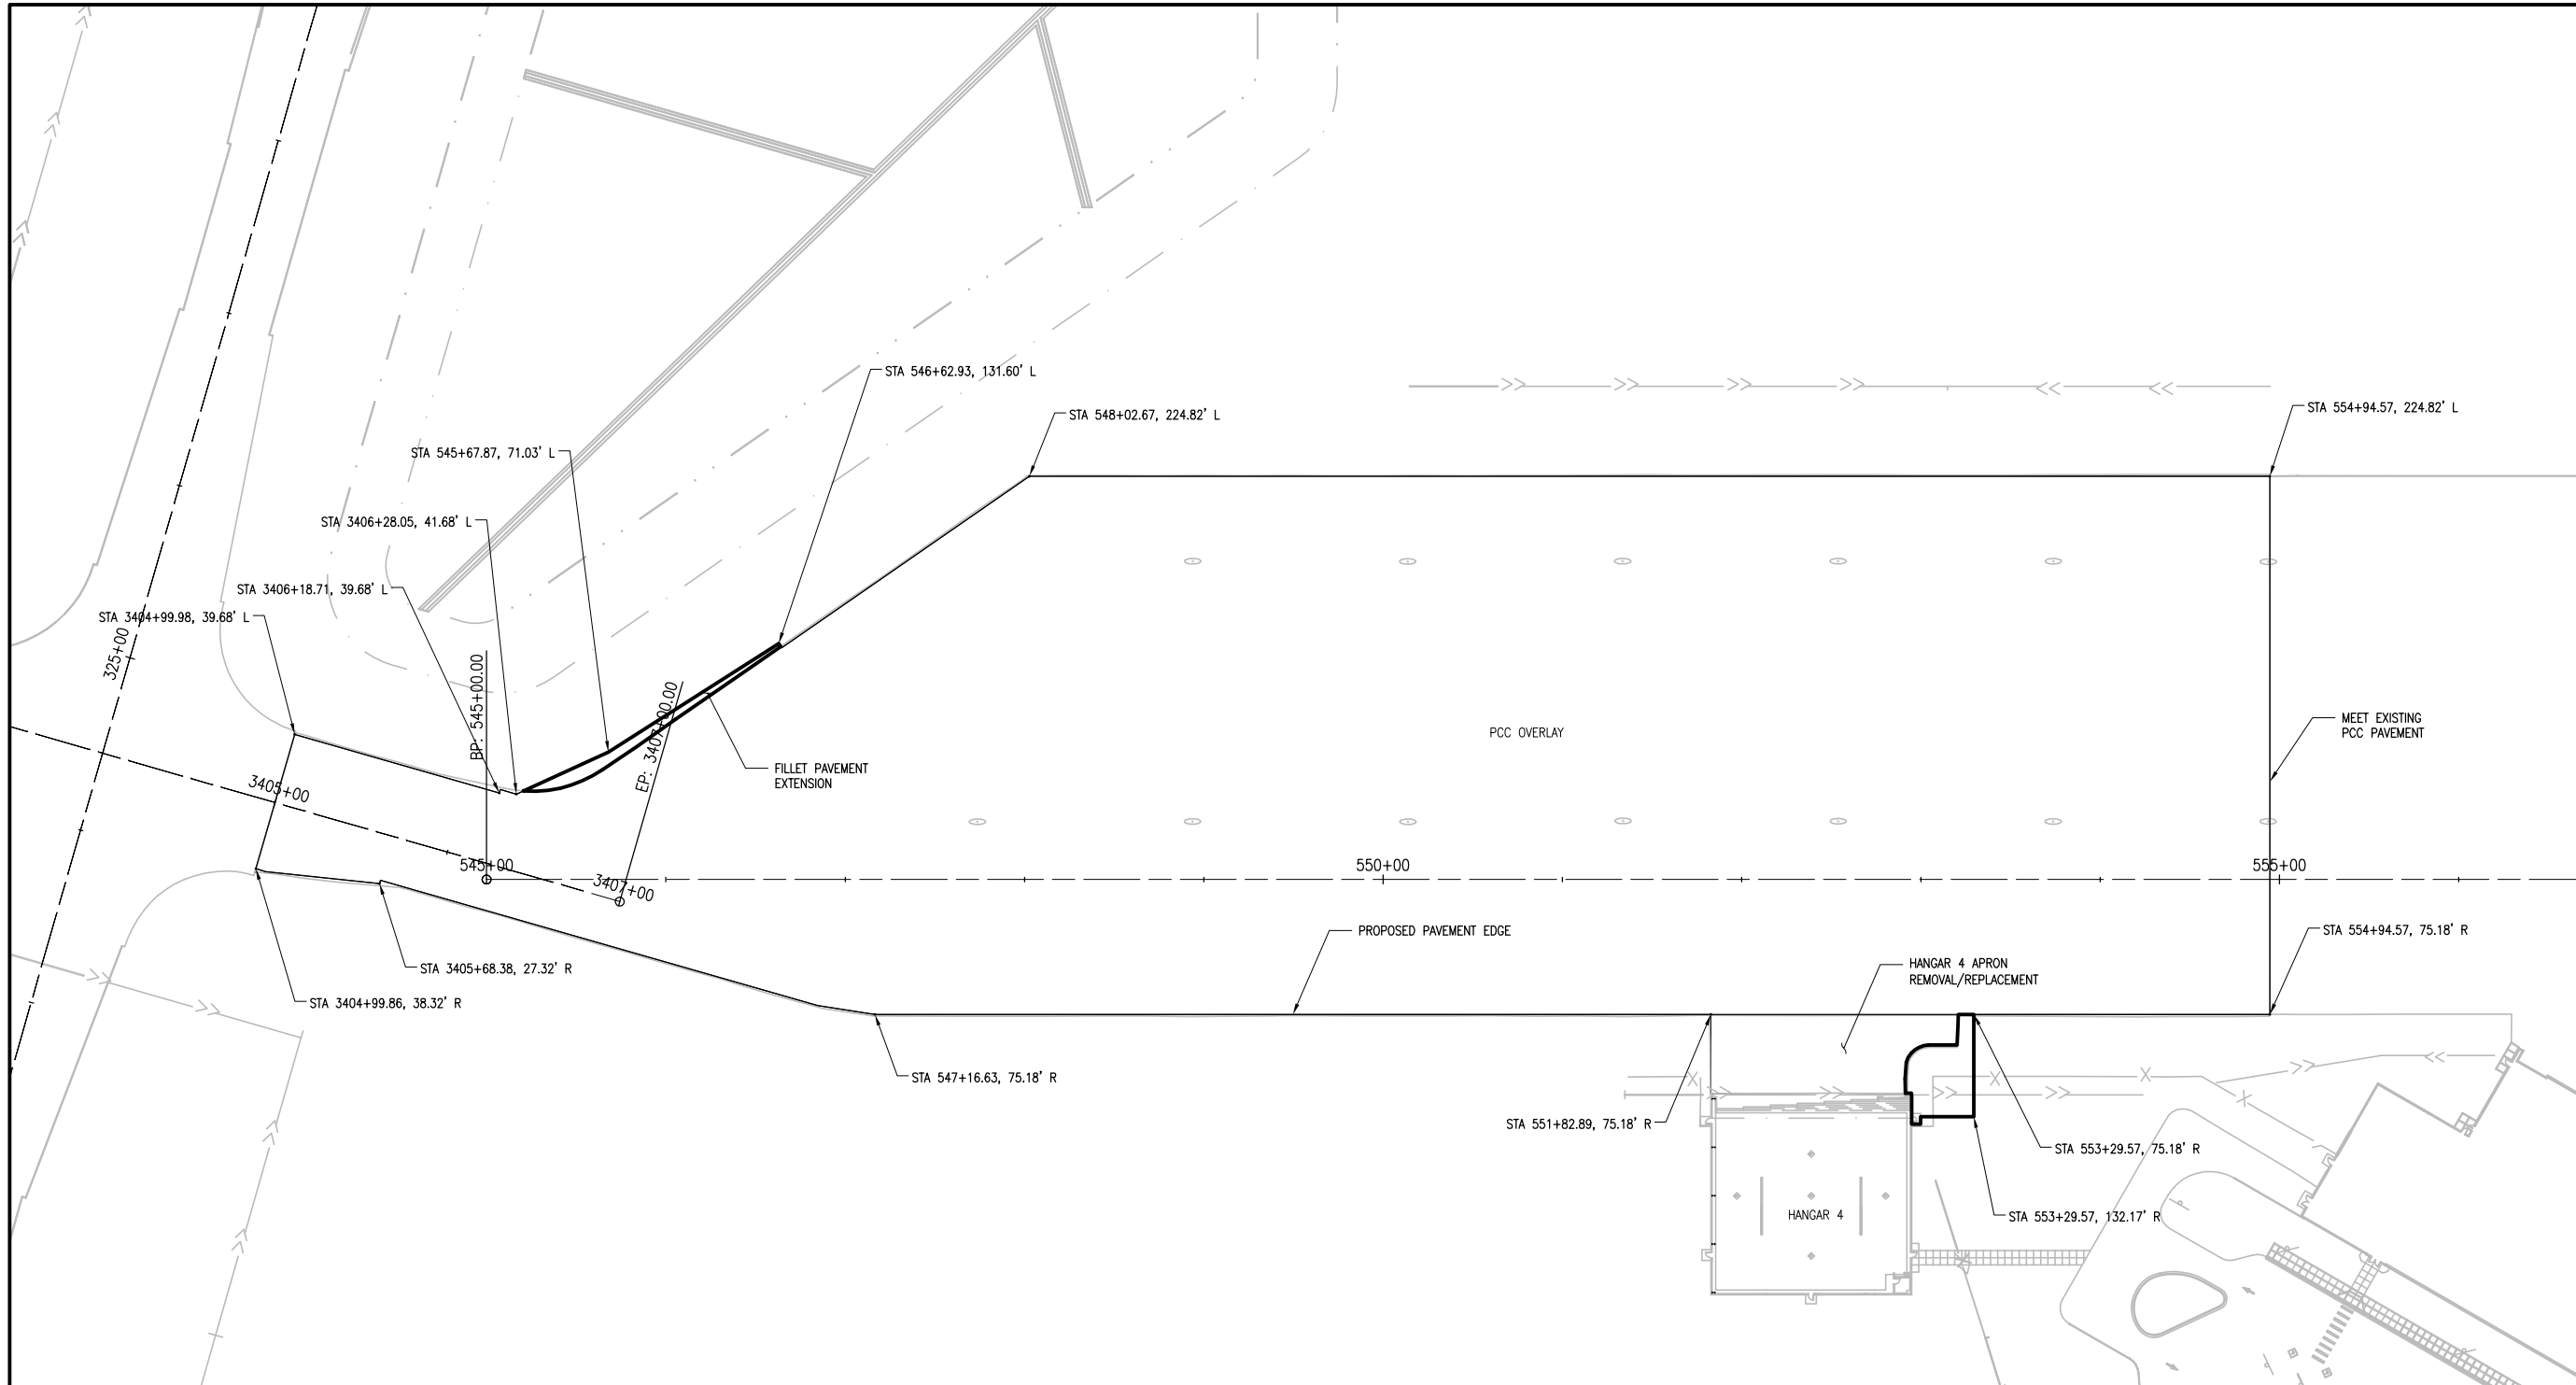 STA 546+62.93, 131.60' L
STA 548+02.67, 224.82' L
STA 554+94.57, 224.82' L
STA 545+67.87, 71.03' L
STA 3406+28.05, 41.68' L
STA 3406+18.71, 39.68' L
STA 3404+99.98, 39.68' L
325+00
BP: 545+00.00
EP: 3407+00.00
PCC OVERLAY
MEET EXISTING
PCC PAVEMENT
FILLET PAVEMENT
EXTENSION
3405+00
545+00
3407+00
550+00
555+00
PROPOSED PAVEMENT EDGE
STA 554+94.57, 75.18' R
HANGAR 4 APRON
REMOVAL/REPLACEMENT
STA 3405+68.38, 27.32' R
STA 3404+99.86, 38.32' R
STA 547+16.63, 75.18' R
STA 551+82.89, 75.18' R
STA 553+29.57, 75.18' R
STA 553+29.57, 132.17' R
HANGAR 4